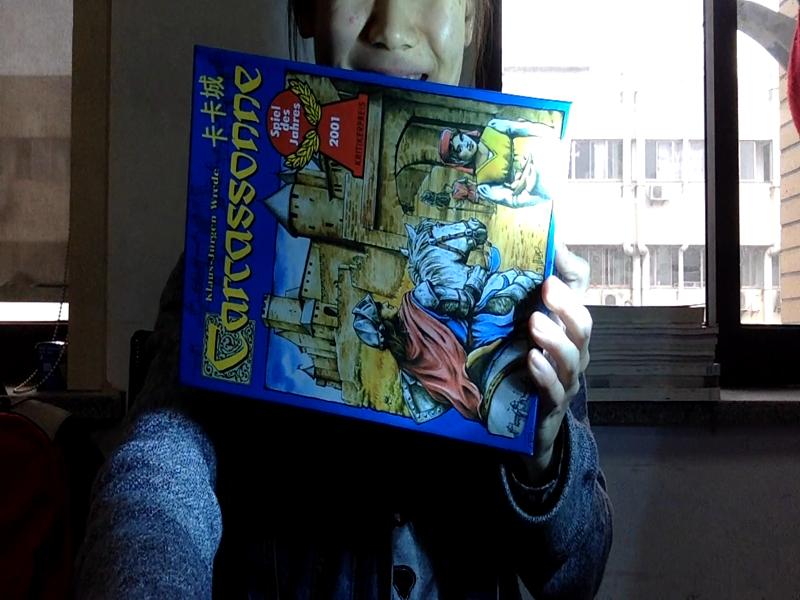 卡卡城
Klaus-Jürgen Wrede
Carcassonne
Spiel
des
Jahres
2001
KRITIKERPREIS